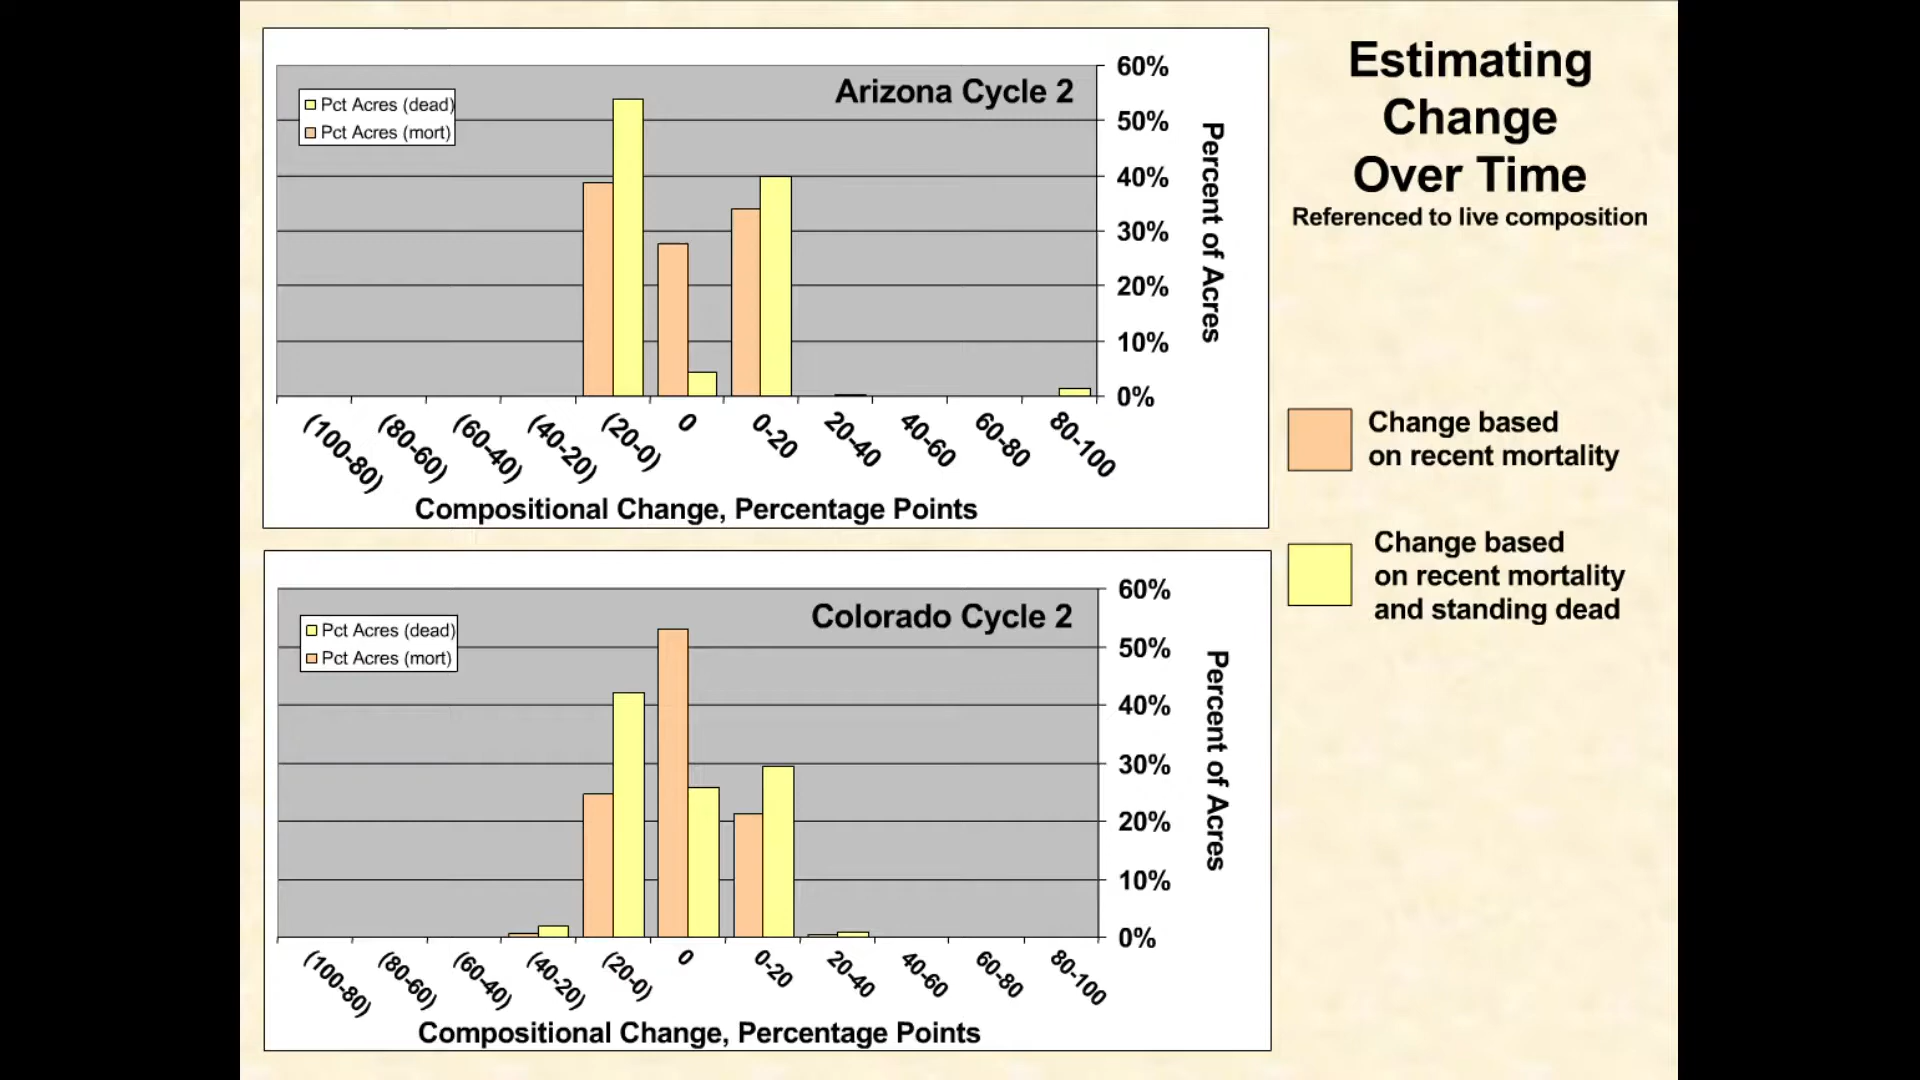 Estimating
Change
Over Time
Referenced to live composition
Arizona Cycle 2
Pct Acres (dead)
Pct Acres (mort)
60%
50%
40%
30%
20%
10%
0%
Percent of Acres
(100-80) (80-60) (60-40) (40-20) (20-0) 0 0-20 20-40 40-60 60-80 80-100
Compositional Change, Percentage Points
Change based
on recent mortality
Change based
on recent mortality
and standing dead
Colorado Cycle 2
Pct Acres (dead)
Pct Acres (mort)
60%
50%
40%
30%
20%
10%
0%
Percent of Acres
(100-80) (80-60) (60-40) (40-20) (20-0) 0 0-20 20-40 40-60 60-80 80-100
Compositional Change, Percentage Points